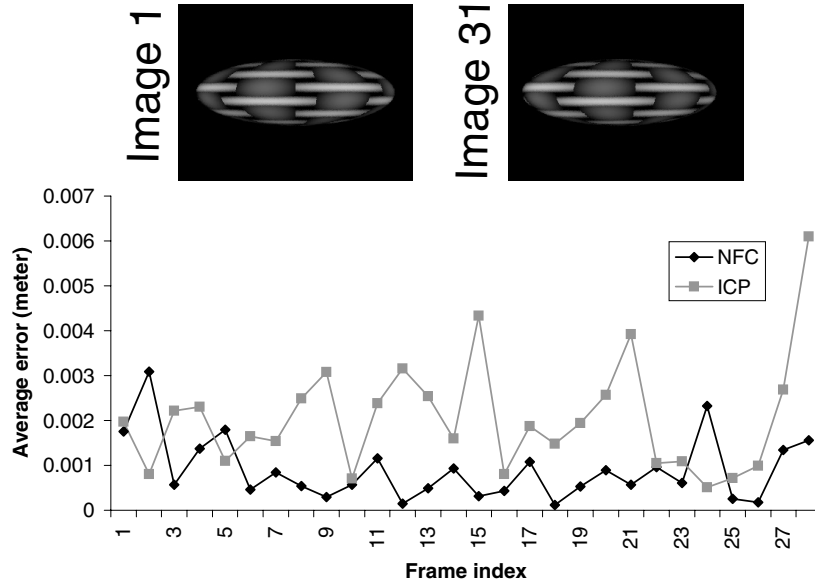 Image 1
Image 31
0.007
0.006
0.005
0.004
0.003
0.002
0.001
0
Average error (meter)
NFC
ICP
1 3 5 7 9 11 13 15 17 19 21 23 25 27
Frame index